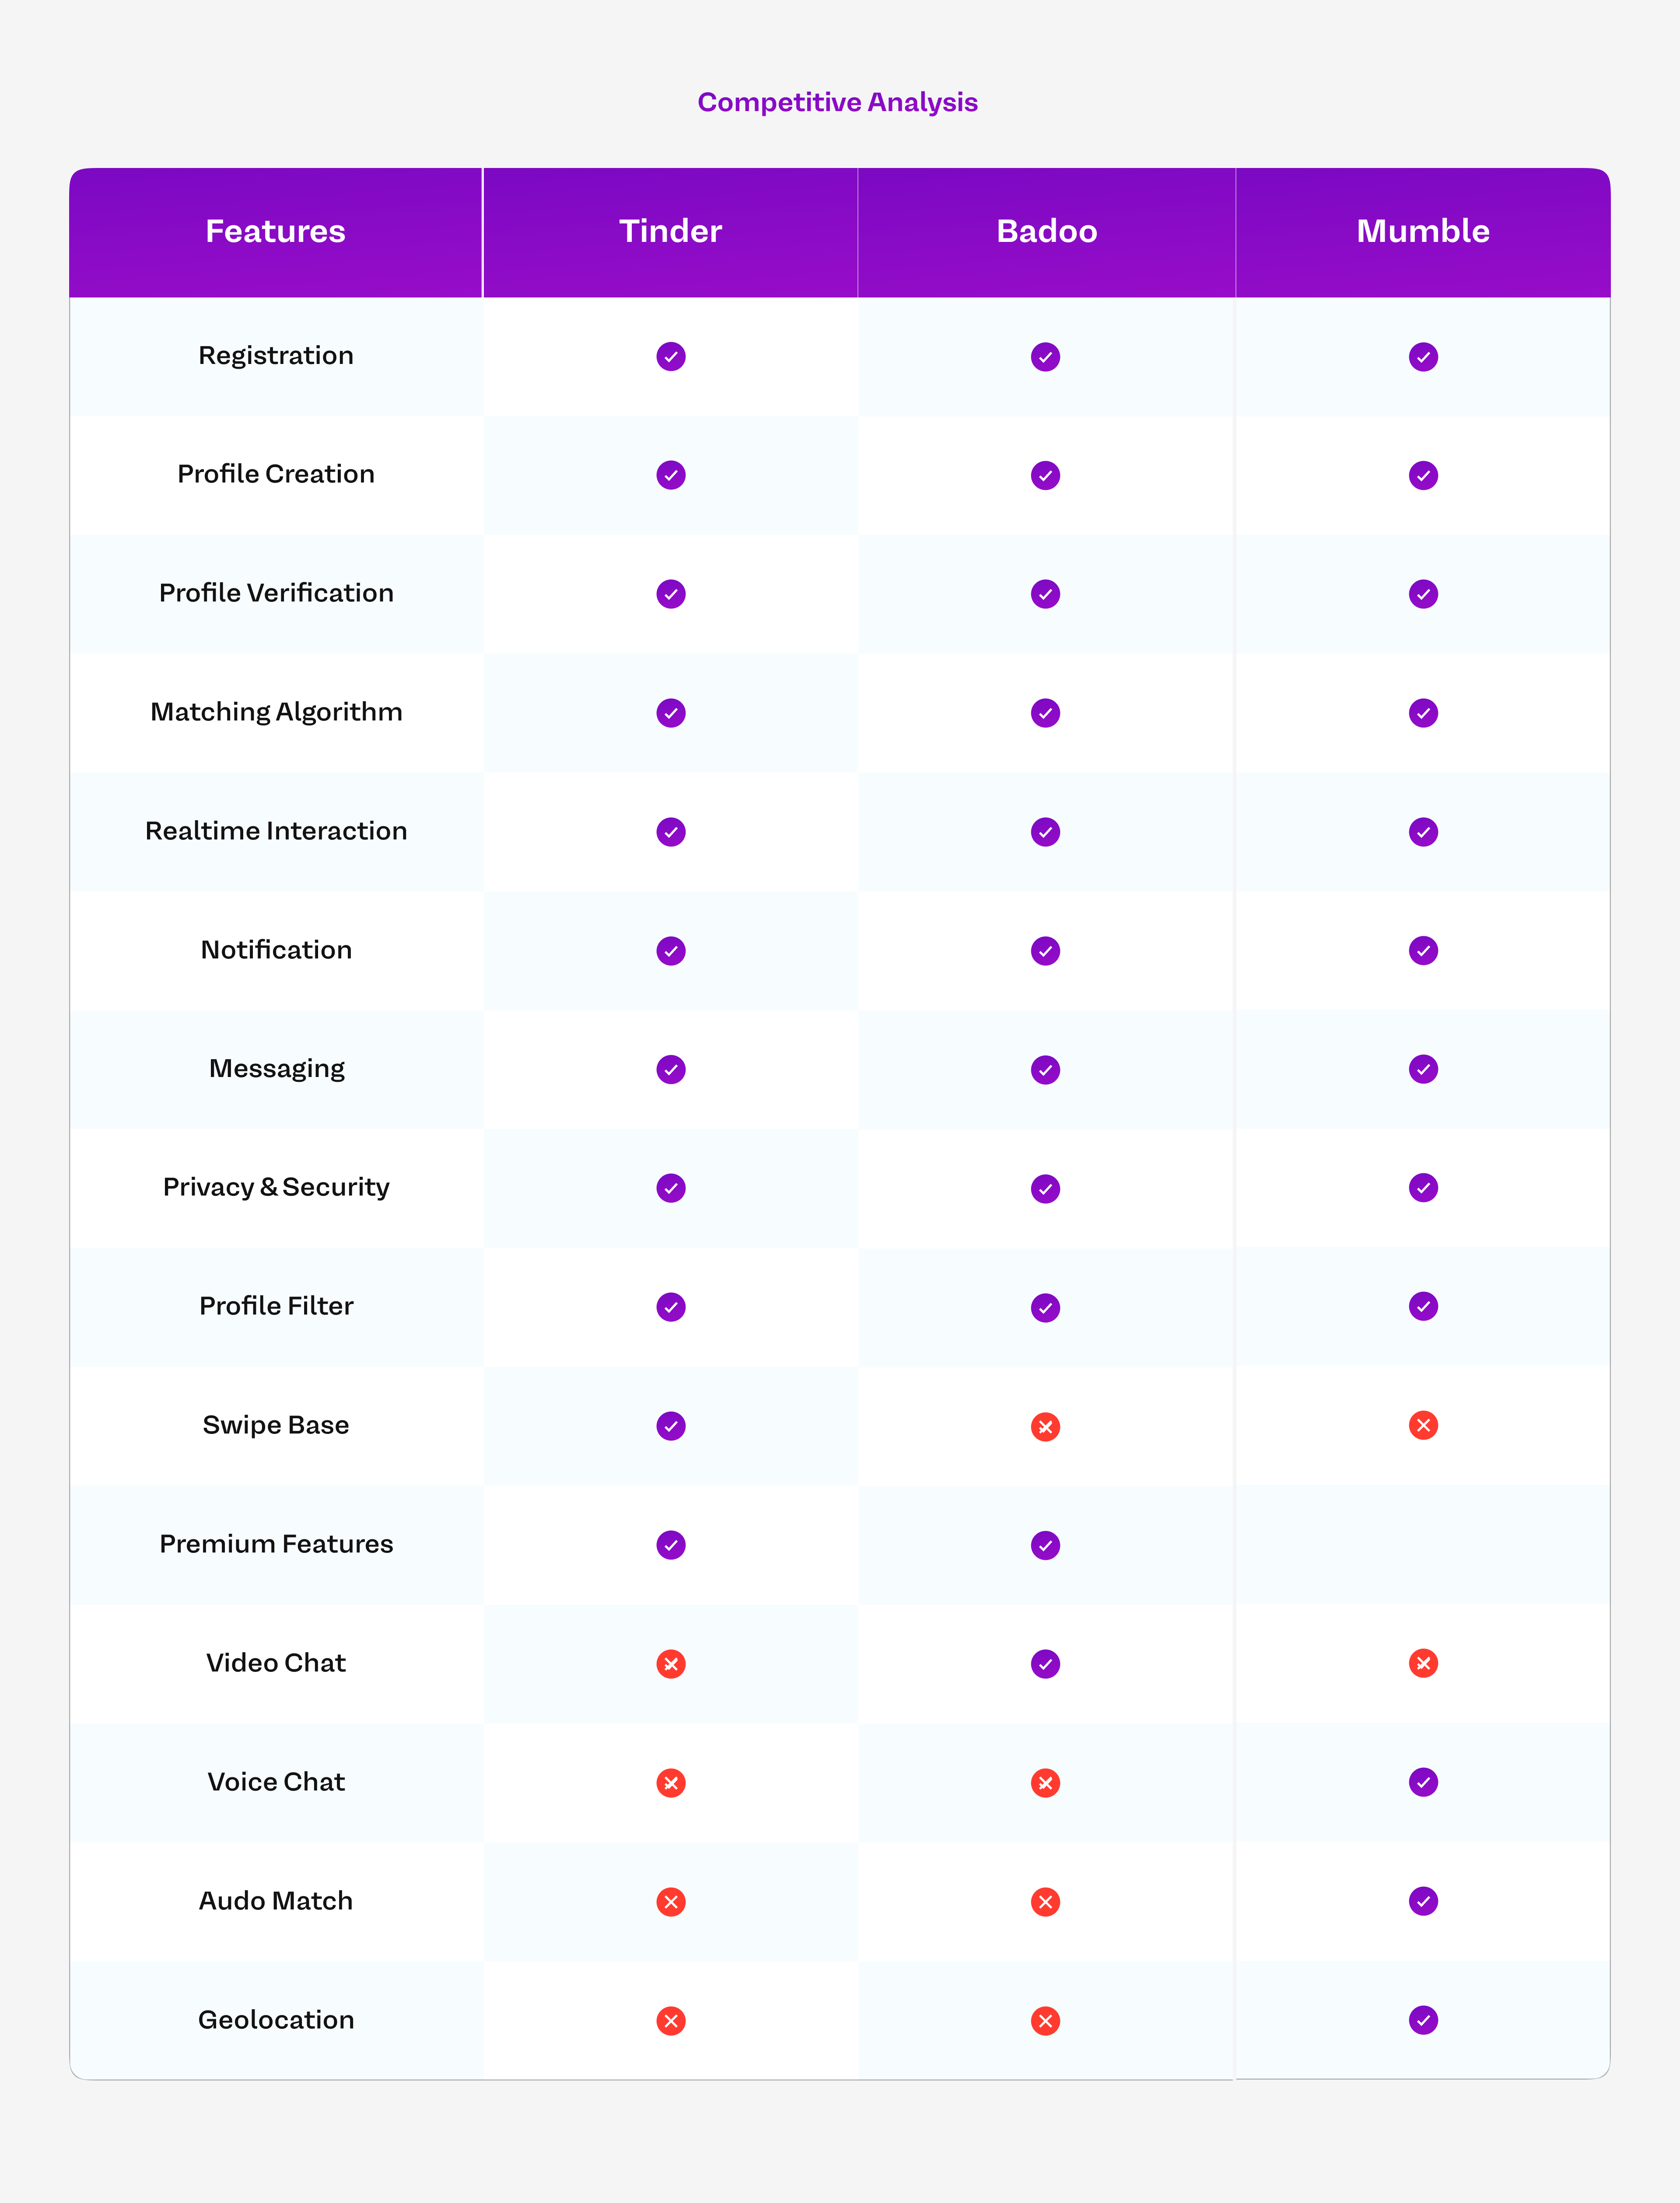 Competitive Analysis
Features Tinder Badoo Mumble
Registration
Profile Creation
Profile Verification
Matching Algorithm
Realtime Interaction
Notification
Messaging
Privacy & Security
Profile Filter
Swipe Base
Premium Features
Video Chat
Voice Chat
Audo Match
Geolocation